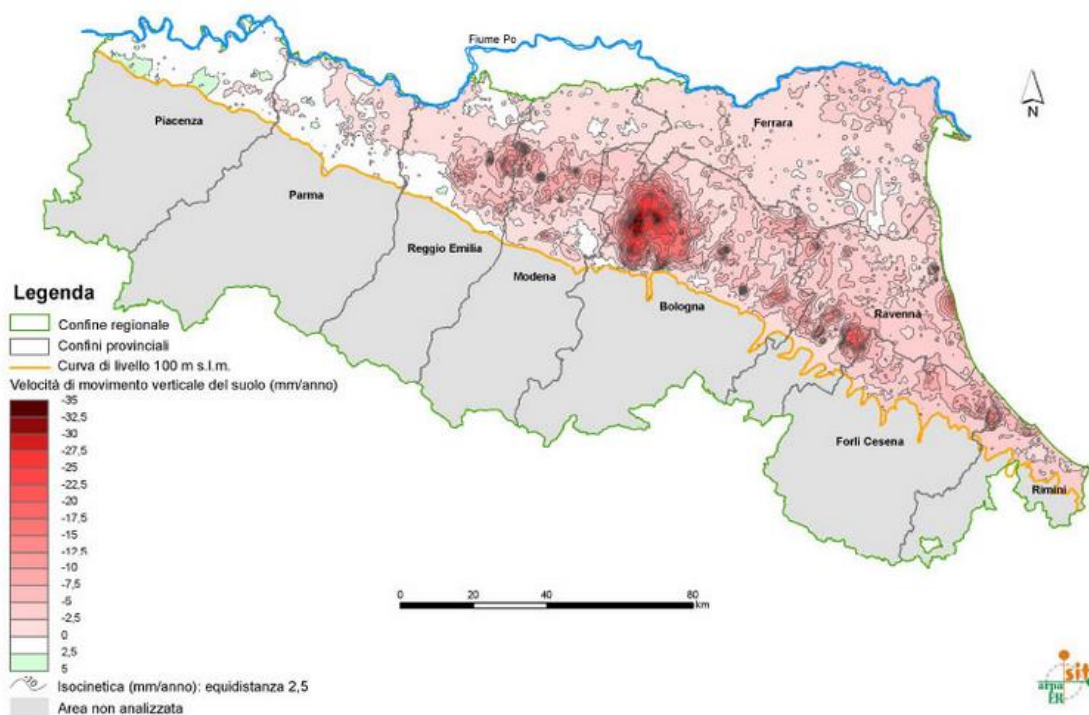 Fiume Po
N
Ferrara
Piacenza
Parma
Reggio Emilia
Modena
Bologna
Ravenna
Forlì Cesena
Rimini
Legenda
Confine regionale
Confini provinciali
Curva di livello 100 m s.l.m.
Velocità di movimento verticale del suolo (mm/anno)
-35
-32,5
-30
-27,5
-25
-22,5
-20
-17,5
-15
-12,5
-10
-7,5
-5
-2,5
0
2,5
5
-10
Isocinetica (mm/anno): equidistanza 2,5
Area non analizzata
0 20 40 80
km
sit
arpa
ER